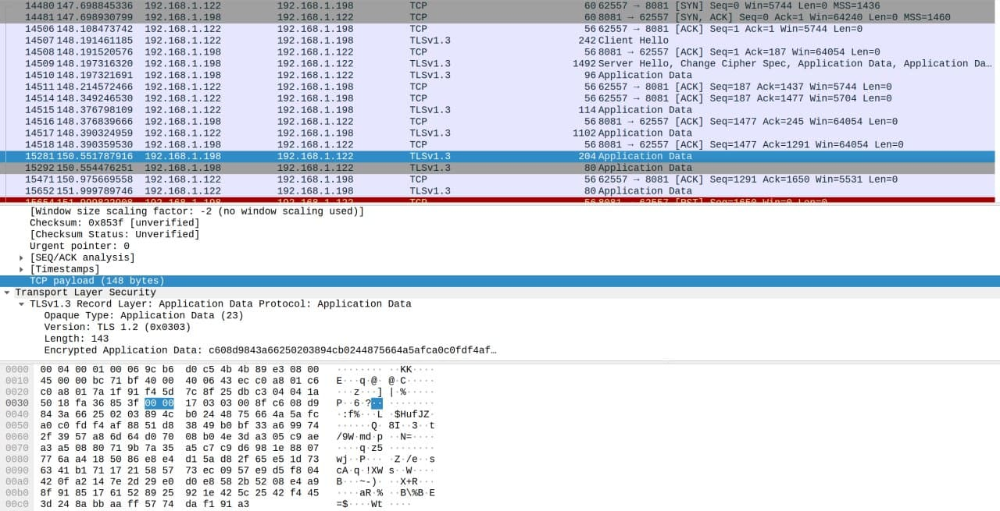 14480 147.698845336 192.168.1.122 192.168.1.198 TCP 60 62557 → 8081 [SYN] Seq=0 Win=5744 Len=0 MSS=1436
14481 147.698930799 192.168.1.198 192.168.1.122 TCP 60 8081 → 62557 [SYN, ACK] Seq=0 Ack=1 Win=64240 Len=0 MSS=1460
14506 148.108473742 192.168.1.122 192.168.1.198 TCP 56 62557 → 8081 [ACK] Seq=1 Ack=1 Win=5744 Len=0
14507 148.191461185 192.168.1.122 192.168.1.198 TLSv1.3 242 Client Hello
14508 148.191520576 192.168.1.198 192.168.1.122 TCP 56 8081 → 62557 [ACK] Seq=1 Ack=187 Win=64054 Len=0
14509 148.197316320 192.168.1.198 192.168.1.122 TLSv1.3 1492 Server Hello, Change Cipher Spec, Application Data, Application Da…
14510 148.197321691 192.168.1.198 192.168.1.122 TLSv1.3 96 Application Data
14511 148.214572466 192.168.1.122 192.168.1.198 TCP 56 62557 → 8081 [ACK] Seq=187 Ack=1437 Win=5744 Len=0
14514 148.349246530 192.168.1.122 192.168.1.198 TCP 56 62557 → 8081 [ACK] Seq=187 Ack=1477 Win=5704 Len=0
14515 148.376798109 192.168.1.122 192.168.1.198 TLSv1.3 114 Application Data
14516 148.376839666 192.168.1.198 192.168.1.122 TCP 56 8081 → 62557 [ACK] Seq=1477 Ack=245 Win=64054 Len=0
14517 148.390324959 192.168.1.122 192.168.1.198 TLSv1.3 1102 Application Data
14518 148.390359530 192.168.1.198 192.168.1.122 TCP 56 8081 → 62557 [ACK] Seq=1477 Ack=1291 Win=64054 Len=0
15281 150.551787916 192.168.1.198 192.168.1.122 TLSv1.3 204 Application Data
15292 150.554476251 192.168.1.198 192.168.1.122 TLSv1.3 80 Application Data
15471 150.975669558 192.168.1.122 192.168.1.198 TCP 56 62557 → 8081 [ACK] Seq=1291 Ack=1650 Win=5531 Len=0
15652 151.999789746 192.168.1.122 192.168.1.198 TLSv1.3 80 Application Data
192.168.1.198 192.168.1.122 TCP 56 8081 → 62557 [RST] Seq=1650 Win=0 Len=0
[Window size scaling factor: -2 (no window scaling used)]
Checksum: 0x853f [unverified]
[Checksum Status: Unverified]
Urgent pointer: 0
[SEQ/ACK analysis]
[Timestamps]
TCP payload (148 bytes)
Transport Layer Security
TLSv1.3 Record Layer: Application Data Protocol: Application Data
Opaque Type: Application Data (23)
Version: TLS 1.2 (0x0303)
Length: 143
Encrypted Application Data: c608d9843a66250203894cb0244875664a5afca0c0fdf4af…
0000 00 04 00 01 00 06 9c b6 d0 c5 4b 4b 89 e3 08 00 ········ ··KK····
0010 45 00 00 bc 71 bf 40 00 40 06 43 ec c0 a8 01 c6 E···q·@· @·C·····
0020 c0 a8 01 7a 1f 91 f4 5d 7c 8f 25 db c3 04 04 1a ···z···] |·%·····
0030 50 18 fa 36 85 3f 00 00 17 03 03 00 8f c6 08 d9 P··6·?·· ········
0040 84 3a 66 25 02 03 89 4c b0 24 48 75 66 4a 5a fc ·:f%···L ·$HufJZ·
0050 a0 c0 fd f4 af 88 51 d8 38 49 b0 bf 33 a6 99 74 ······Q· 8I··3··t
0060 2f 39 57 a8 6d 64 d0 70 08 b0 4e 3d a3 05 c9 ae /9W·md·p ··N=····
0070 a3 a5 08 80 71 9b 7a 35 a5 c7 c9 d6 98 1e 88 07 ····q·z5 ········
0080 77 6a a4 18 50 86 e8 e4 d1 5a d8 2f 65 e5 1d 73 wj··P··· ·Z·/e··s
0090 63 41 b1 71 17 21 58 57 73 ec 09 57 e9 d5 f8 04 cA·q·!XW s··W····
00a0 42 0f a2 14 7e 2d 29 e0 d0 e8 58 2b 52 08 e4 a9 B···~-)· ··X+R···
00b0 8f 91 85 17 61 52 89 25 92 1e 42 5c 25 42 f4 45 ····aR·% ··B\%B·E
00c0 3d 24 8a bb aa ff 57 74 da f1 91 a3 =$····Wt ····